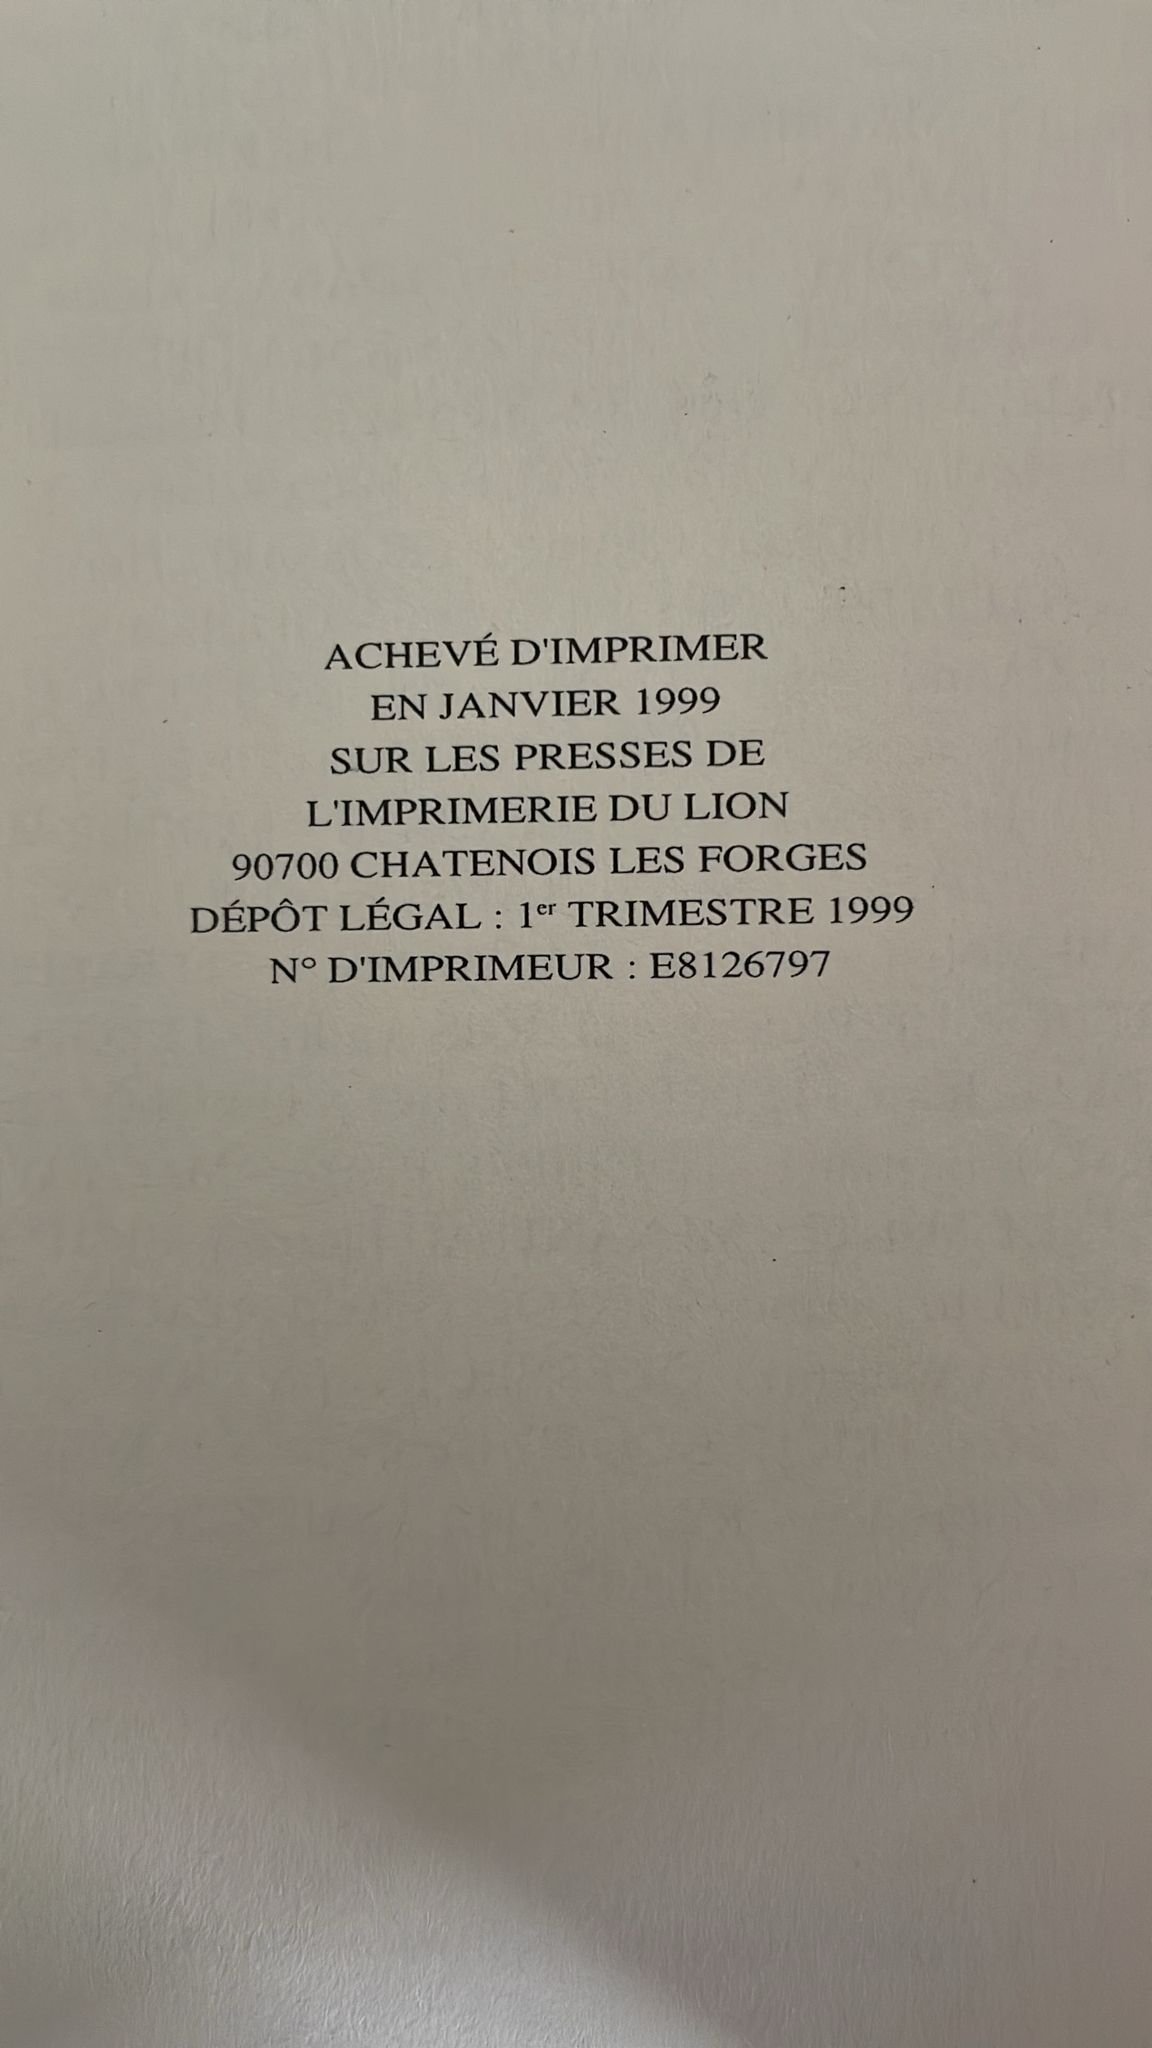 ACHEVÉ D'IMPRIMER
EN JANVIER 1999
SUR LES PRESSES DE
L'IMPRIMERIE DU LION
90700 CHATENOIS LES FORGES
DÉPÔT LÉGAL : 1er TRIMESTRE 1999
N° D'IMPRIMEUR : E8126797